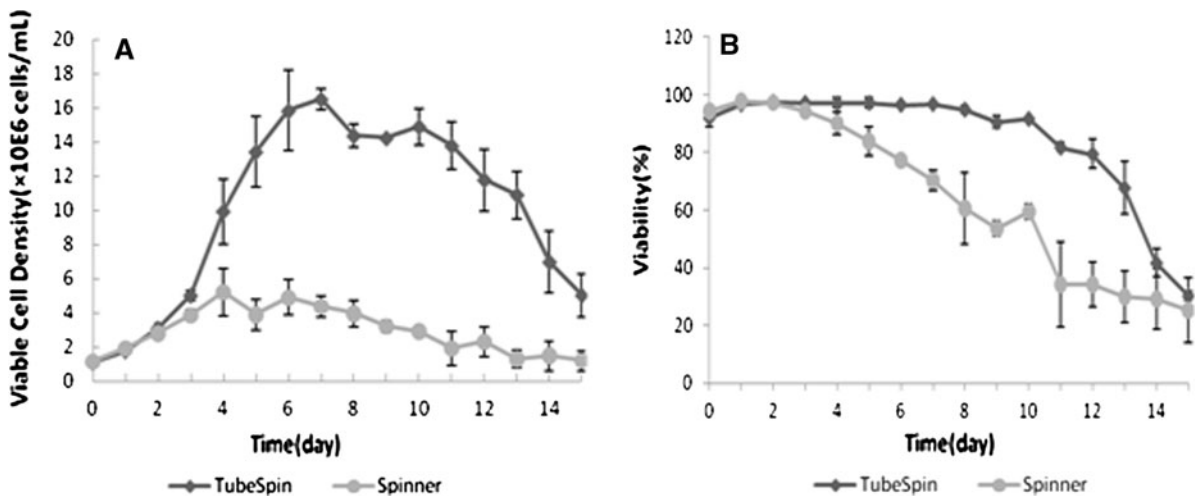 A
Viable Cell Density(×10E6 cells/mL)
20
18
16
14
12
10
8
6
4
2
0
0 2 4 6 8 10 12 14
Time(day)
TubeSpin Spinner
B
Viability(%)
120
100
80
60
40
20
0
0 2 4 6 8 10 12 14
Time(day)
TubeSpin Spinner